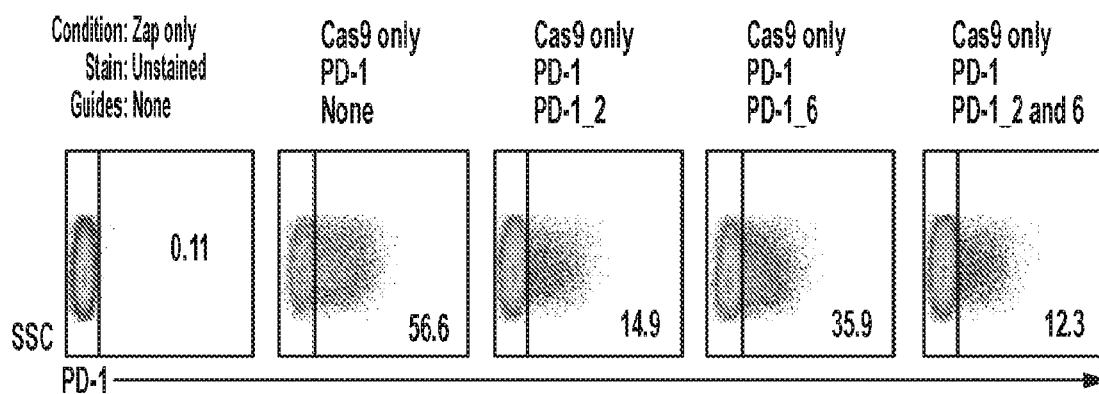 Condition: Zap only
Stain: Unstained
Guides: None
Cas9 only
PD-1
None
Cas9 only
PD-1
PD-1_2
Cas9 only
PD-1
PD-1_6
Cas9 only
PD-1
PD-1_2 and 6
0.11
56.6
14.9
35.9
12.3
SSC
PD-1